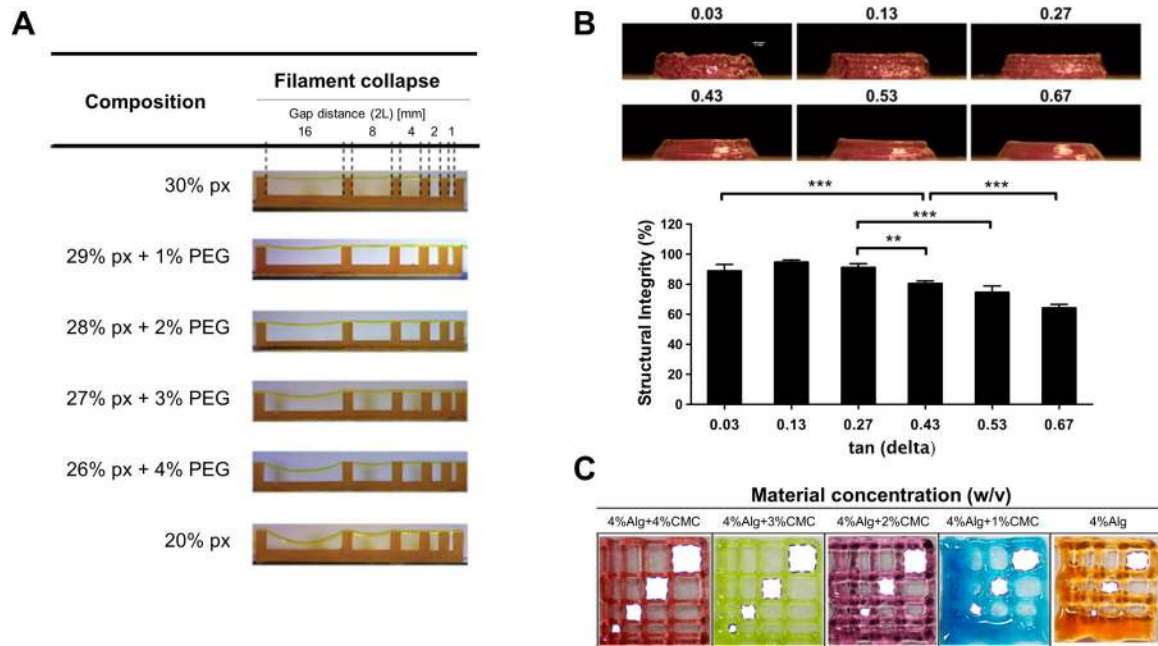 A
Composition
Filament collapse
Gap distance (2L) [mm]
16 8 4 2 1
30% px
29% px + 1% PEG
28% px + 2% PEG
27% px + 3% PEG
26% px + 4% PEG
20% px
B
0.03 0.13 0.27
0.43 0.53 0.67
*** ***
***
**
Structural Integrity (%)
120
100
80
60
40
20
0
0.03 0.13 0.27 0.43 0.53 0.67
tan (delta)
C
Material concentration (w/v)
4%Alg+4%CMC 4%Alg+3%CMC 4%Alg+2%CMC 4%Alg+1%CMC 4%Alg